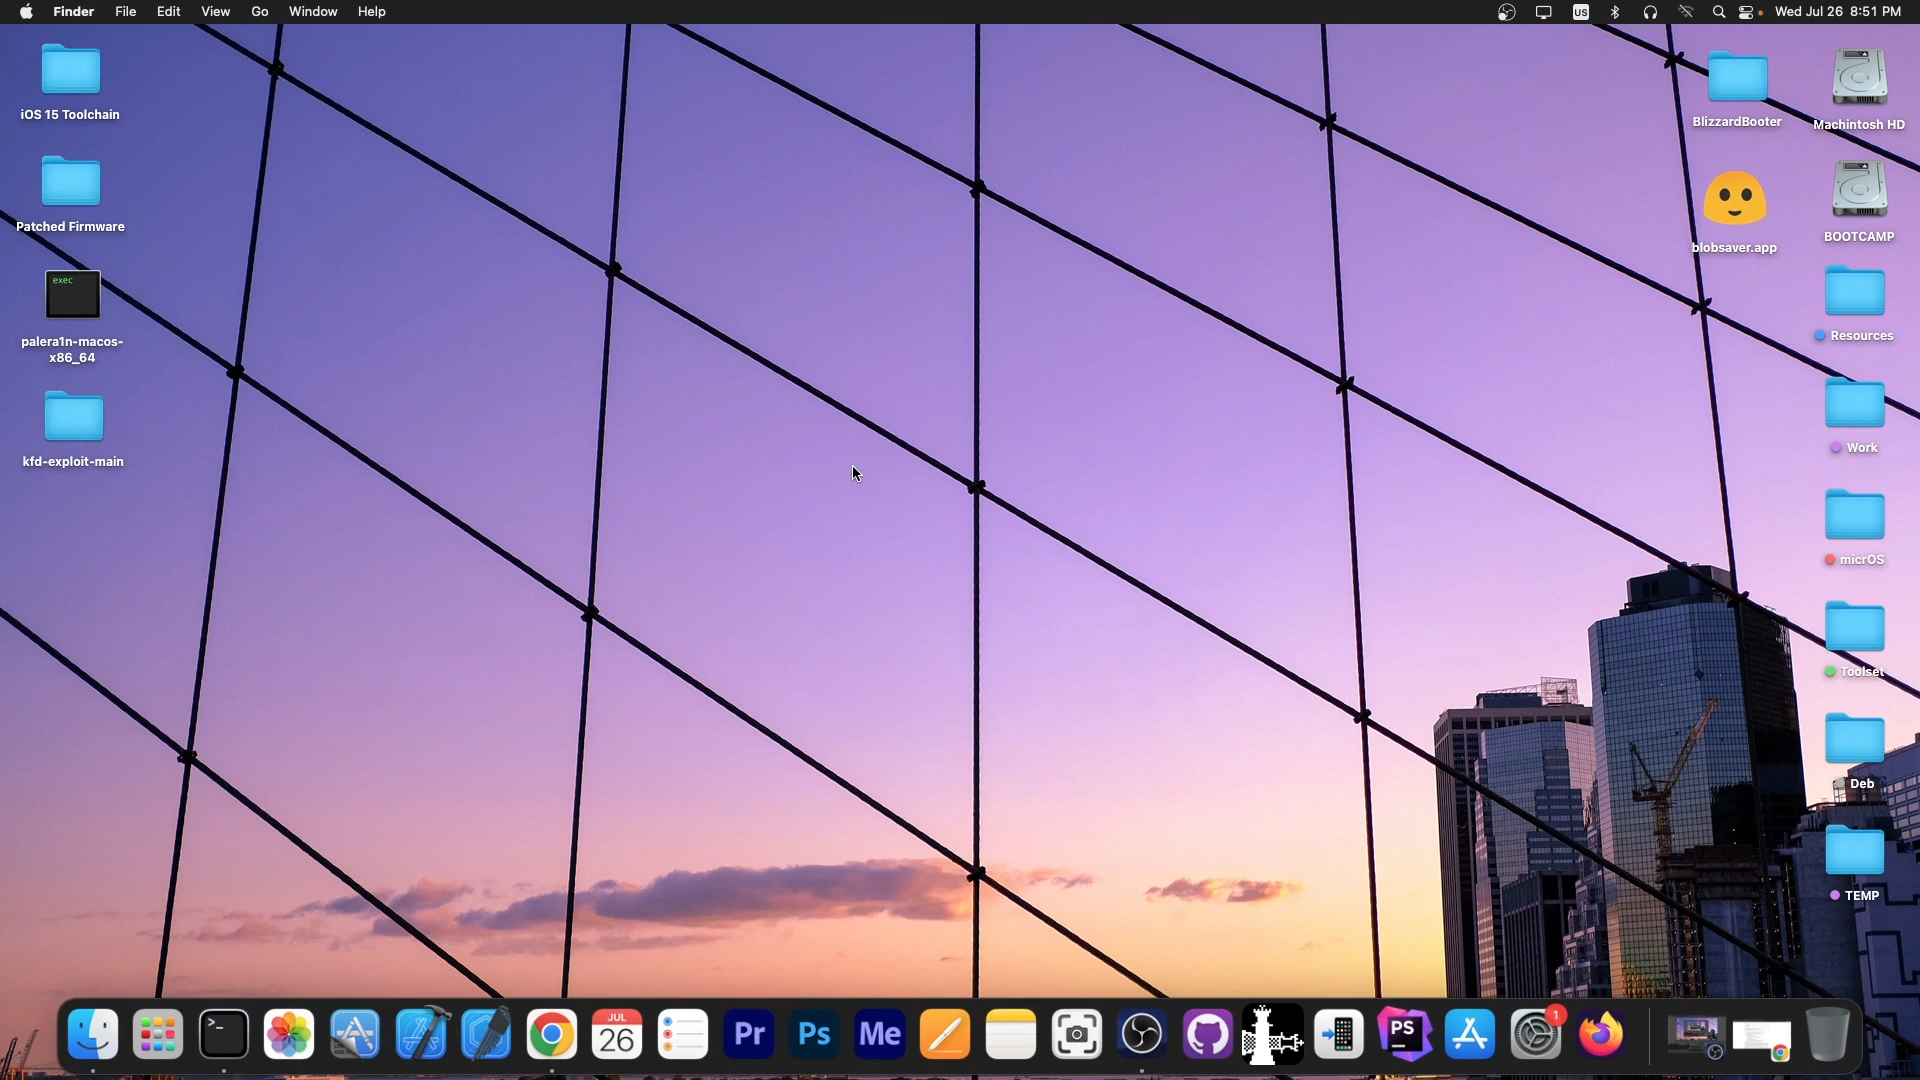 Finder File Edit View Go Window Help
US
Wed Jul 26 8:51 PM
iOS 15 Toolchain
Patched Firmware
exec
palera1n-macos-
x86_64
kfd-exploit-main
BlizzardBooter
Machintosh HD
blobsaver.app
BOOTCAMP
Resources
Work
micrOS
Toolset
Deb
TEMP
>_
JUL
26
Pr
Ps
Me
PS
1